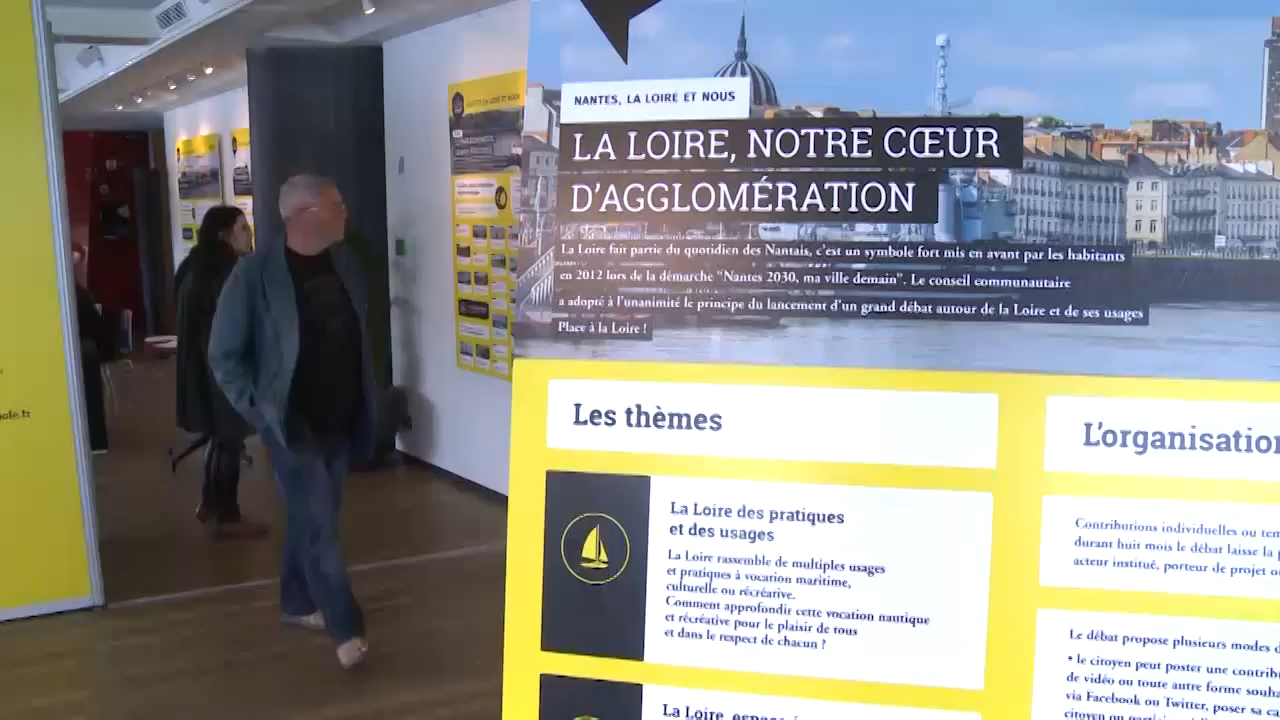 NANTES, LA LOIRE ET NOUS
LA LOIRE, NOTRE CŒUR
D'AGGLOMÉRATION
La Loire fait partie du quotidien des Nantais, c'est un symbole fort mis en avant par les habitants
en 2012 lors de la démarche "Nantes 2030, ma ville demain". Le conseil communautaire
a adopté à l'unanimité le principe du lancement d'un grand débat autour de la Loire et de ses usages
Place à la Loire !
Les thèmes
La Loire des pratiques
et des usages
La Loire rassemble de multiples usages
et pratiques à vocation maritime,
culturelle ou récréative.
Comment approfondir cette vocation nautique
et récréative pour le plaisir de tous
et dans le respect de chacun ?
La Loire,
L'organisation
Contributions individuelles ou
durant huit mois le débat laisse la
acteur institué, porteur de projet
Le débat propose plusieurs modes
• le citoyen peut poster une
de vidéo ou toute autre forme
via Facebook ou Twitter, poser sa
citoyen ou
ole.fr